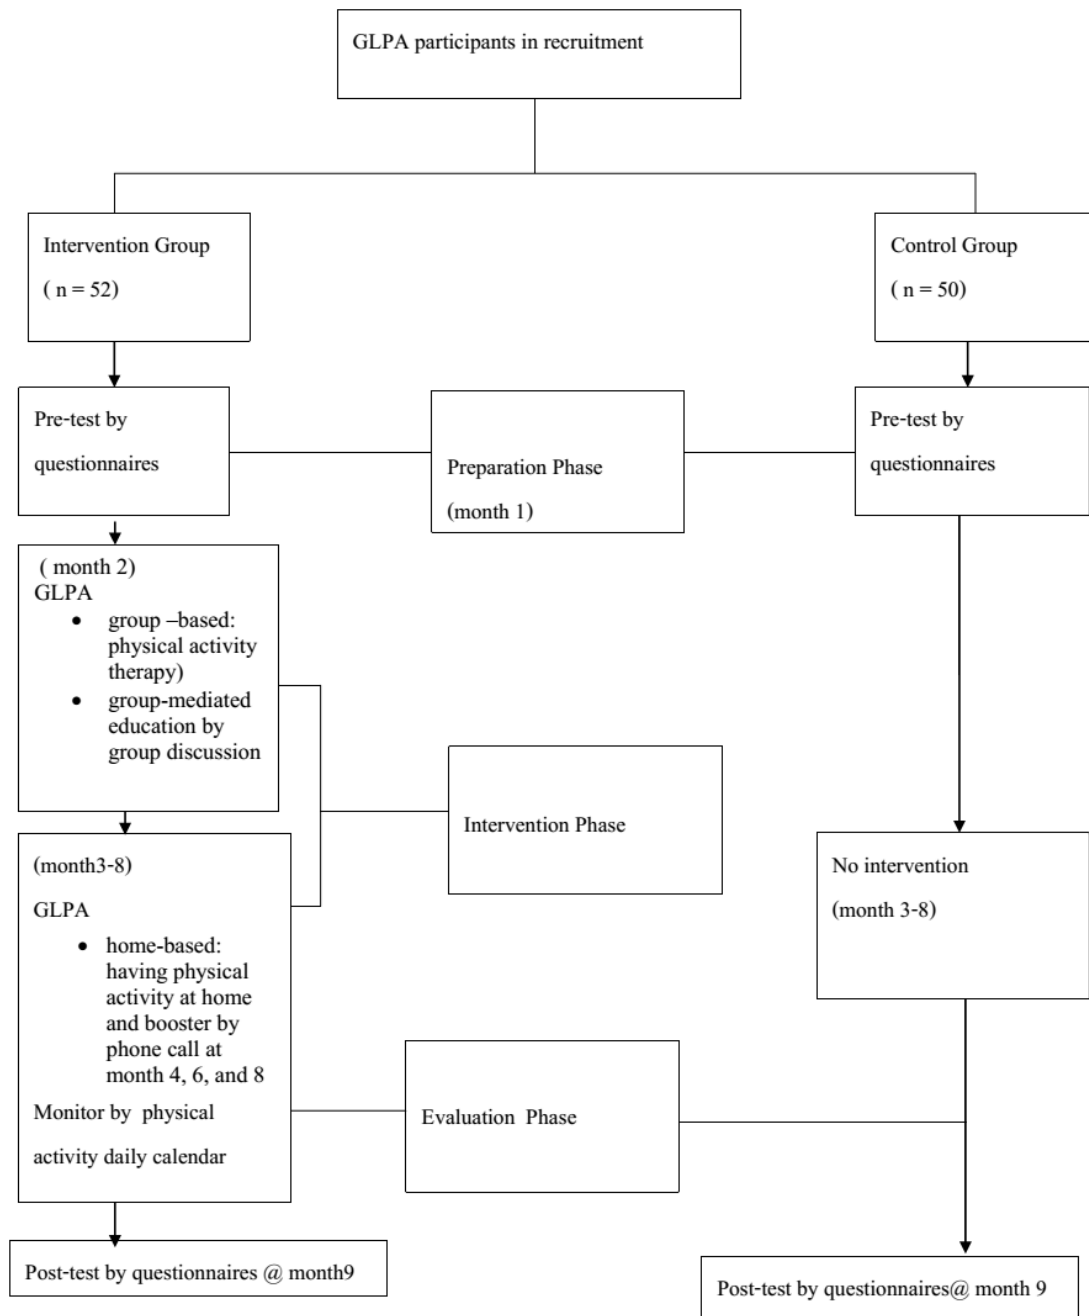 GLPA participants in recruitment
Intervention Group
( n = 52)
Control Group
( n = 50)
Pre-test by
questionnaires
Preparation Phase
(month 1)
Pre-test by
questionnaires
( month 2)
GLPA
• group –based:
physical activity
therapy)
• group-mediated
education by
group discussion
Intervention Phase
(month3-8)
GLPA
• home-based:
having physical
activity at home
and booster by
phone call at
month 4, 6, and 8
Monitor by physical
activity daily calendar
No intervention
(month 3-8)
Evaluation Phase
Post-test by questionnaires @ month9
Post-test by questionnaires@ month 9